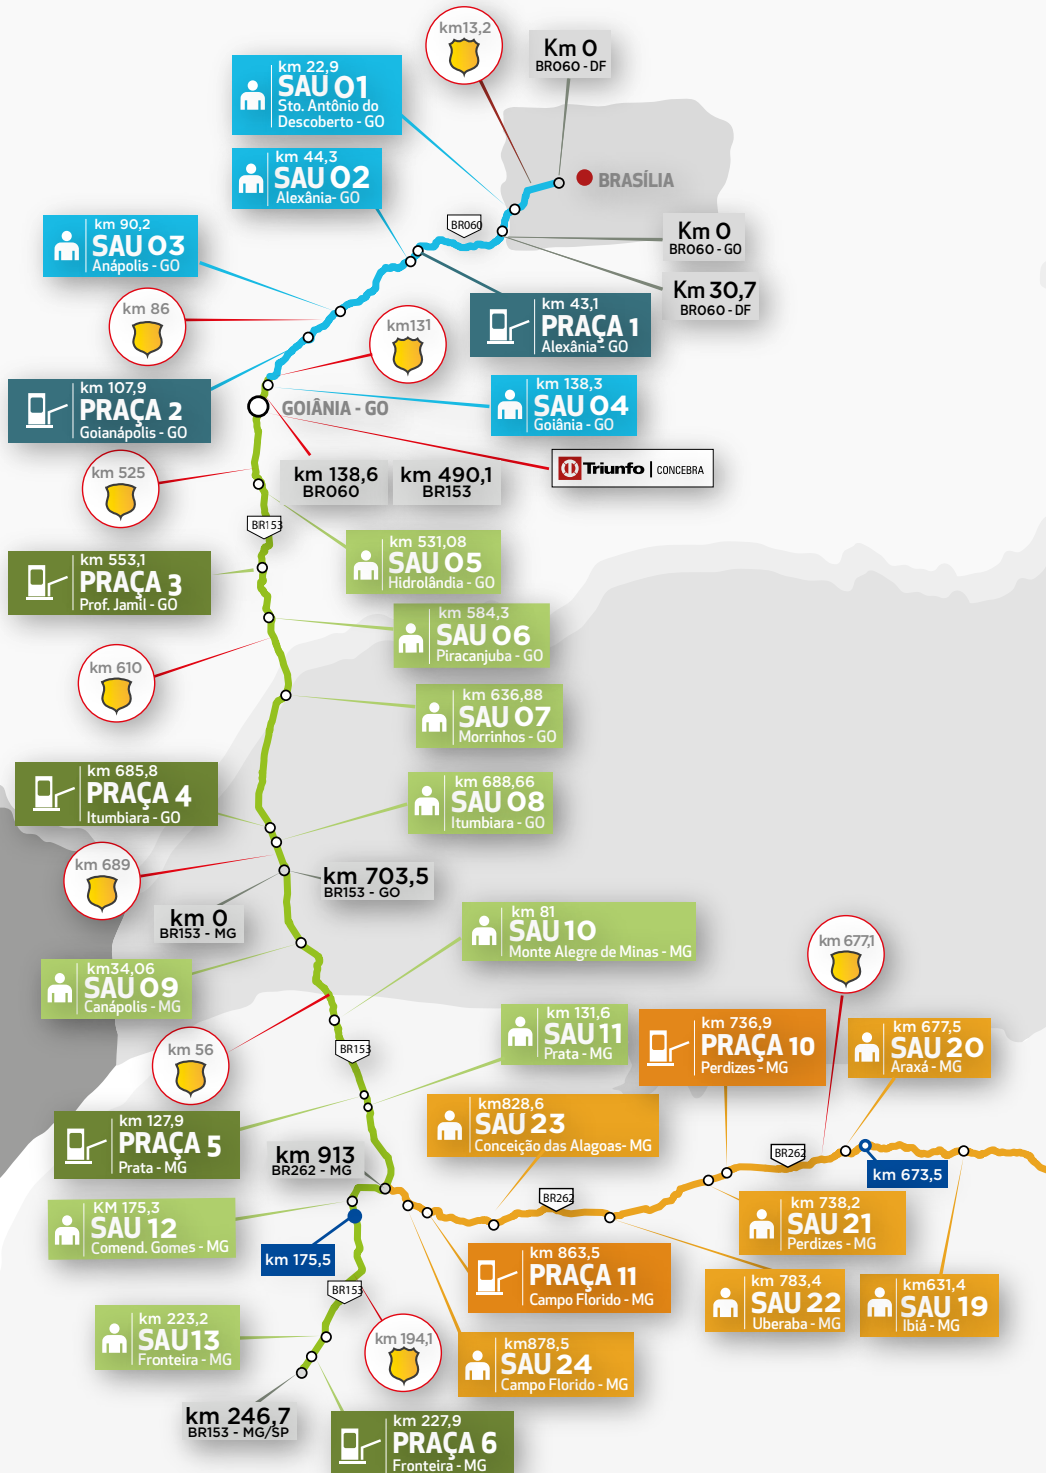 km13,2
Km 0
BR060 - DF
km 22,9
SAU 01
Sto. Antônio do
Descoberto - GO
km 44,3
SAU 02
Alexânia- GO
BRASÍLIA
BR060
Km 0
BR060 - GO
km 90,2
SAU 03
Anápolis - GO
Km 30,7
BR060 - DF
km 86
km 43,1
PRAÇA 1
Alexânia - GO
km131
km 107,9
PRAÇA 2
Goianápolis - GO
km 138,3
SAU 04
Goiânia - GO
GOIÂNIA - GO
Triunfo | CONCEBRA
km 525
km 138,6
BR060
km 490,1
BR153
BR153
km 531,08
SAU 05
Hidrolândia - GO
km 553,1
PRAÇA 3
Prof. Jamil - GO
km 584,3
SAU 06
Piracanjuba - GO
km 610
km 636,88
SAU 07
Morrinhos - GO
km 685,8
PRAÇA 4
Itumbiara - GO
km 688,66
SAU 08
Itumbiara - GO
km 689
km 703,5
BR153 - GO
km 0
BR153 - MG
km 81
SAU 10
Monte Alegre de Minas - MG
km 677,1
km34,06
SAU 09
Canápolis - MG
km 131,6
SAU 11
Prata - MG
km 736,9
PRAÇA 10
Perdizes - MG
km 677,5
SAU 20
Araxá - MG
km 56
BR153
km828,6
SAU 23
Conceição das Alagoas- MG
km 127,9
PRAÇA 5
Prata - MG
km 913
BR262 - MG
BR262
km 673,5
BR262
KM 175,3
SAU 12
Comend. Gomes - MG
km 738,2
SAU 21
Perdizes - MG
km 175,5
km 863,5
PRAÇA 11
Campo Florido - MG
km 783,4
SAU 22
Uberaba - MG
km631,4
SAU 19
Ibiá - MG
BR153
km 223,2
SAU13
Fronteira - MG
km 194,1
km878,5
SAU 24
Campo Florido - MG
km 246,7
BR153 - MG/SP
km 227,9
PRAÇA 6
Fronteira - MG